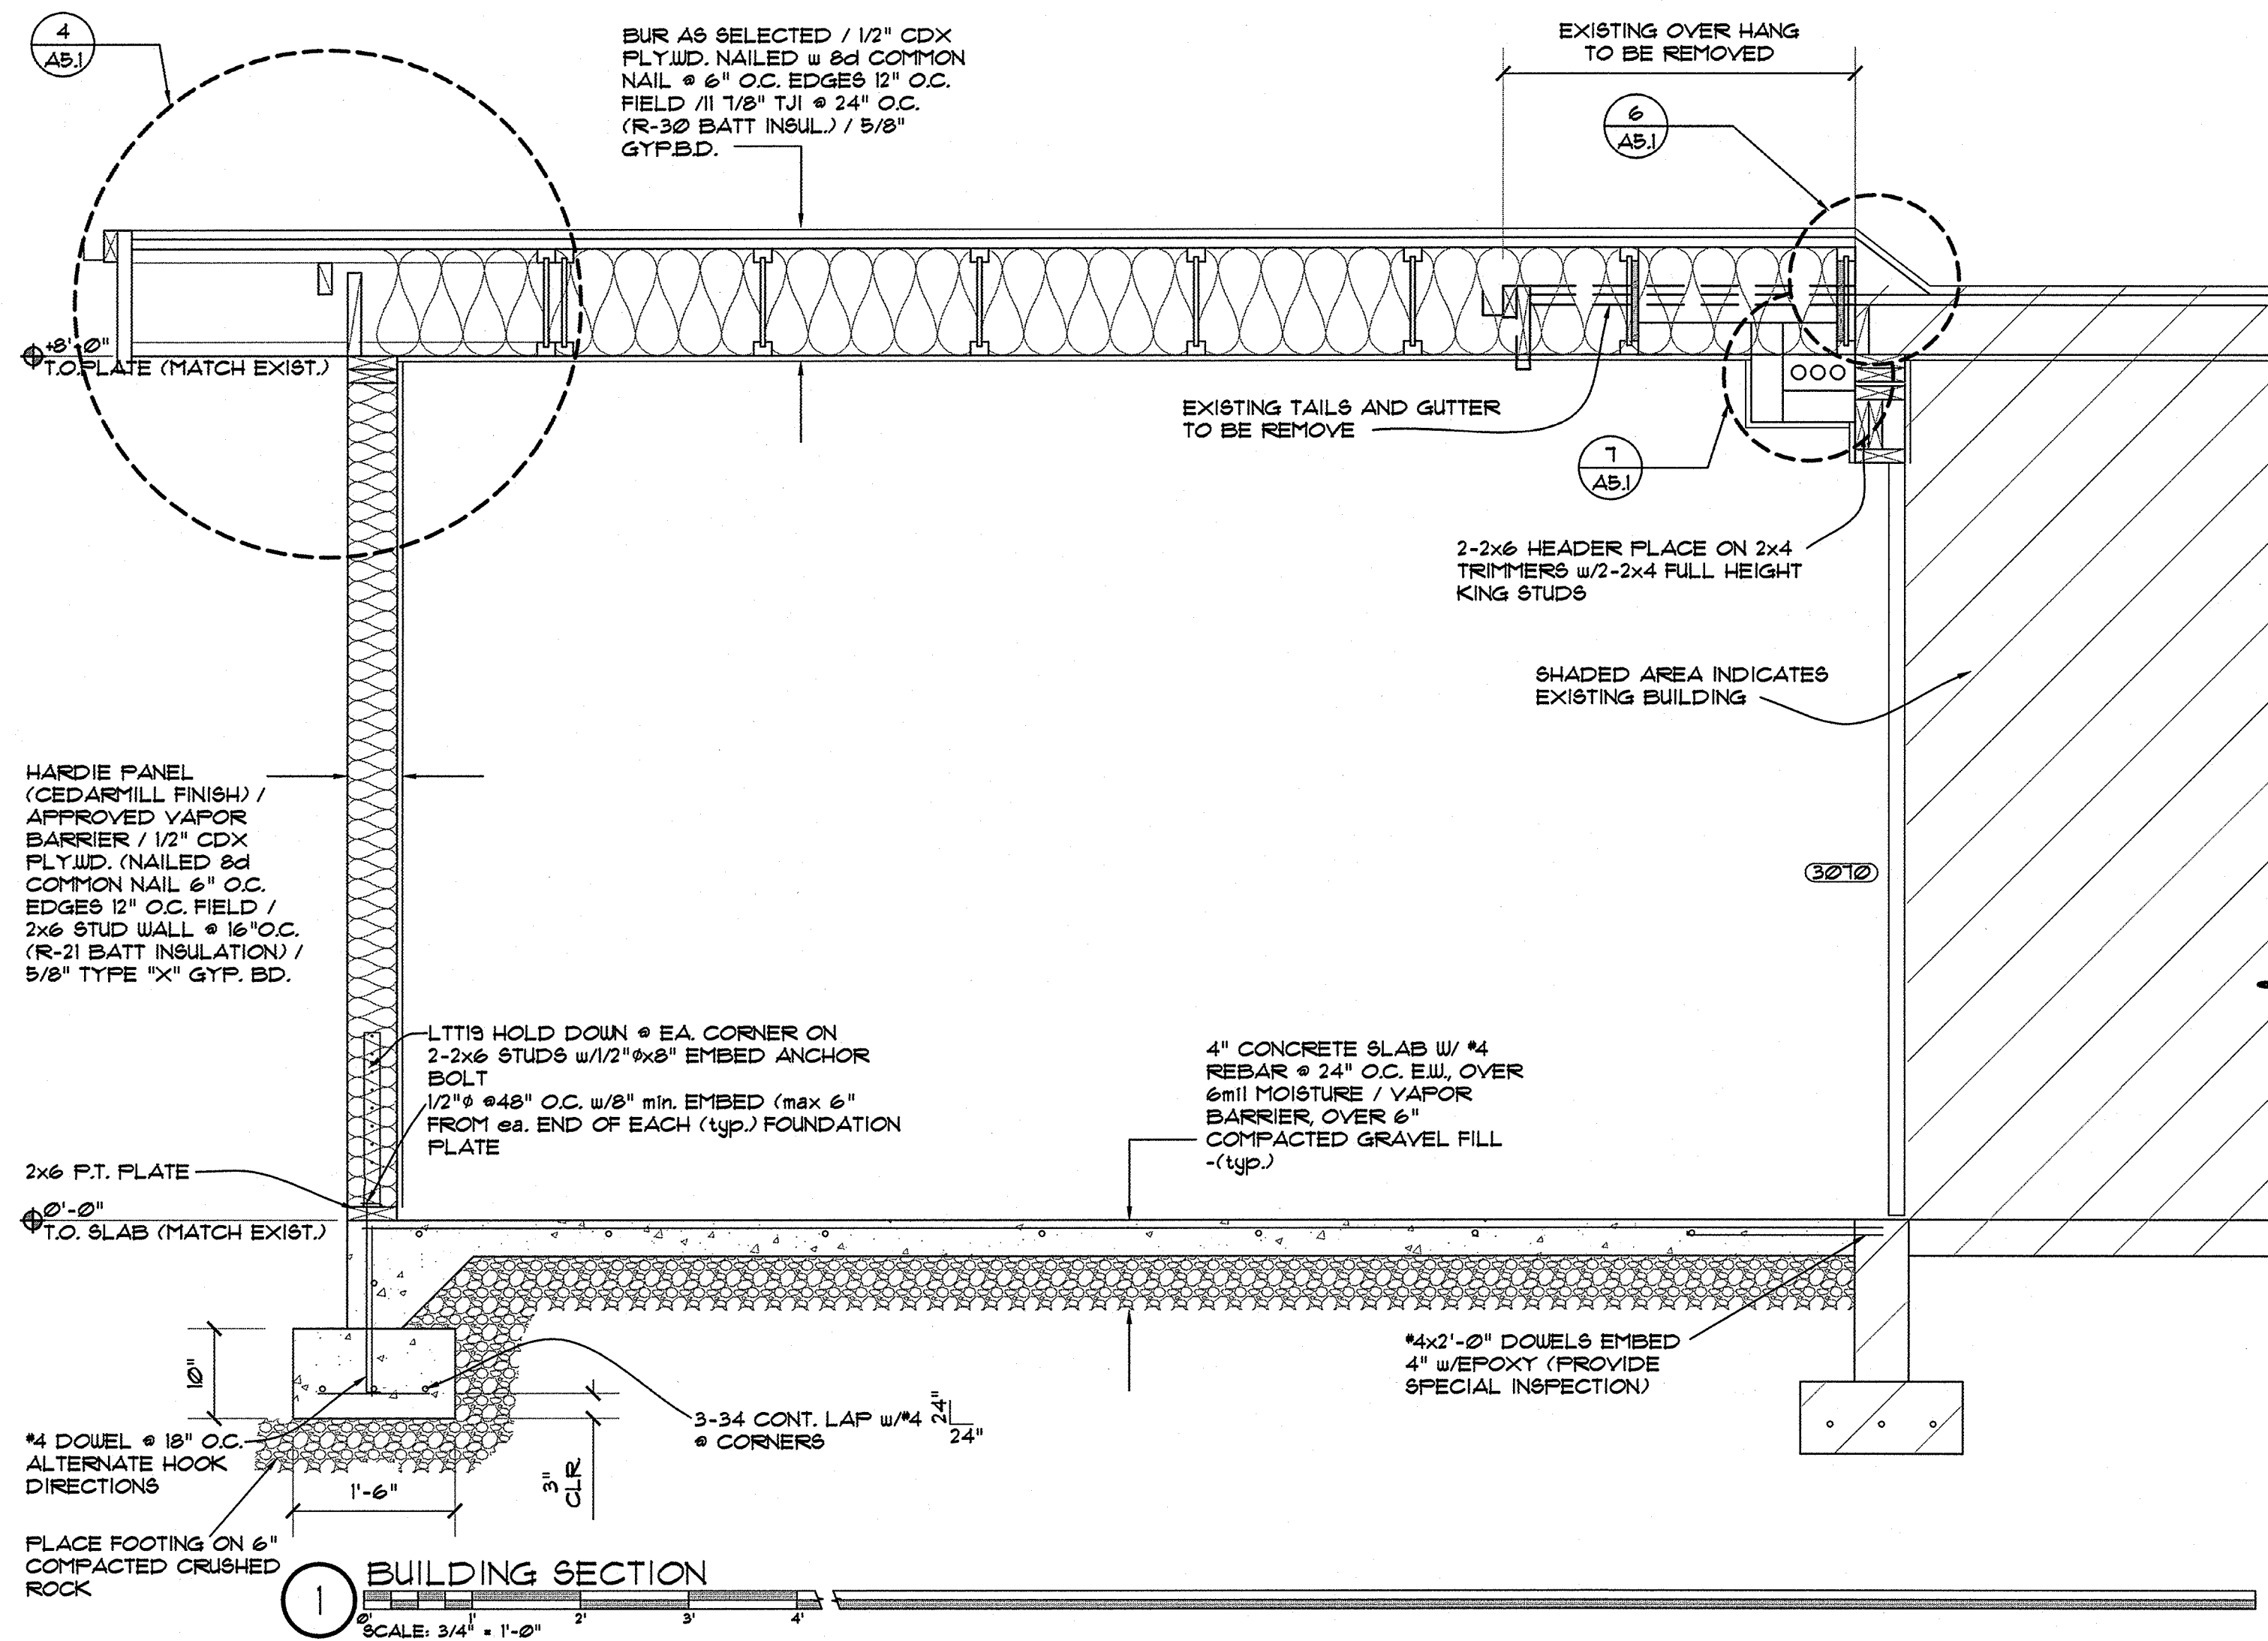 4
A5.1
BUR AS SELECTED / 1/2" CDX
PLY.WD. NAILED w 8d COMMON
NAIL @ 6" O.C. EDGES 12" O.C.
FIELD /11 7/8" TJI @ 24" O.C.
(R-30 BATT INSUL.) / 5/8"
GYP.B.D.
EXISTING OVER HANG
TO BE REMOVED
6
A5.1
+8'-0"
T.O.PLATE (MATCH EXIST.)
EXISTING TAILS AND GUTTER
TO BE REMOVE
7
A5.1
2-2x6 HEADER PLACE ON 2x4
TRIMMERS w/2-2x4 FULL HEIGHT
KING STUDS
SHADED AREA INDICATES
EXISTING BUILDING
HARDIE PANEL
(CEDARMILL FINISH) /
APPROVED VAPOR
BARRIER / 1/2" CDX
PLY.WD. (NAILED 8d
COMMON NAIL 6" O.C.
EDGES 12" O.C. FIELD /
2x6 STUD WALL @ 16"O.C.
(R-21 BATT INSULATION) /
5/8" TYPE "X" GYP. BD.
3070
LTT19 HOLD DOWN @ EA. CORNER ON
2-2x6 STUDS w/1/2"øx8" EMBED ANCHOR
BOLT
1/2"ø @48" O.C. w/8" min. EMBED (max 6"
FROM ea. END OF EACH (typ.) FOUNDATION
PLATE
4" CONCRETE SLAB W/ #4
REBAR @ 24" O.C. E.W., OVER
6mil MOISTURE / VAPOR
BARRIER, OVER 6"
COMPACTED GRAVEL FILL
-(typ.)
2x6 P.T. PLATE
0'-0"
T.O. SLAB (MATCH EXIST.)
10"
#4x2'-0" DOWELS EMBED
4" w/EPOXY (PROVIDE
SPECIAL INSPECTION)
3-34 CONT. LAP w/#4 24"
24"
@ CORNERS
#4 DOWEL @ 18" O.C.
ALTERNATE HOOK
DIRECTIONS
3"
CLR
1'-6"
PLACE FOOTING ON 6"
COMPACTED CRUSHED
ROCK
1
BUILDING SECTION
0' 1' 2' 3' 4'
SCALE: 3/4" = 1'-0"